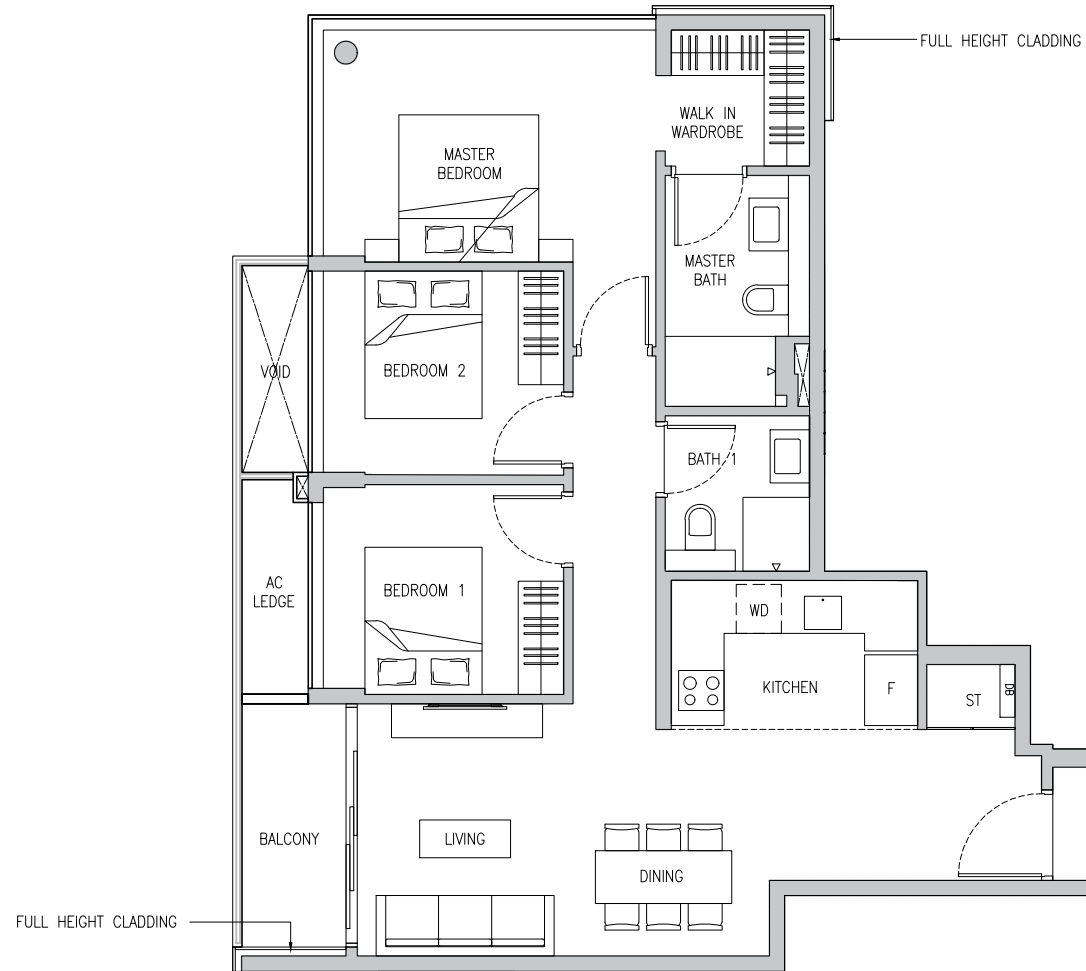 FULL HEIGHT CLADDING
WALK IN
WARDROBE
MASTER
BEDROOM
MASTER
BATH
VOID
BEDROOM 2
BATH 1
AC
LEDGE
BEDROOM 1
WD
KITCHEN
F
ST
DB
BALCONY
LIVING
DINING
FULL HEIGHT CLADDING